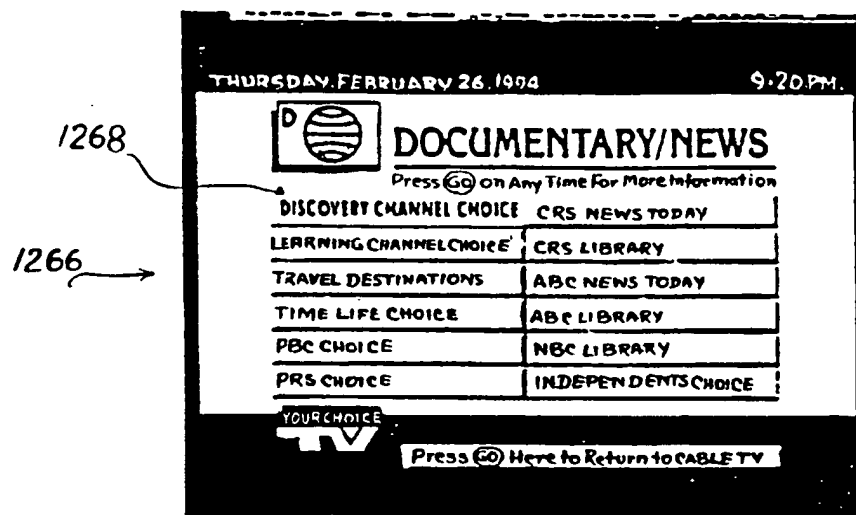 THURSDAY.FEBRUARY 26.1994 9.20.PM.
D
DOCUMENTARY/NEWS
1268
Press GO on Any Time For More Information
DISCOVERY CHANNEL CHOICE CRS NEWS TODAY
LEARNING CHANNEL CHOICE CRS LIBRARY
1266
TRAVEL DESTINATIONS ABC NEWS TODAY
TIME LIFE CHOICE ABC LIBRARY
PBC CHOICE NBC LIBRARY
PRS CHOICE INDEPENDENTS CHOICE
YOUR CHOICE
TV
Press GO Here to Return to CABLE TV